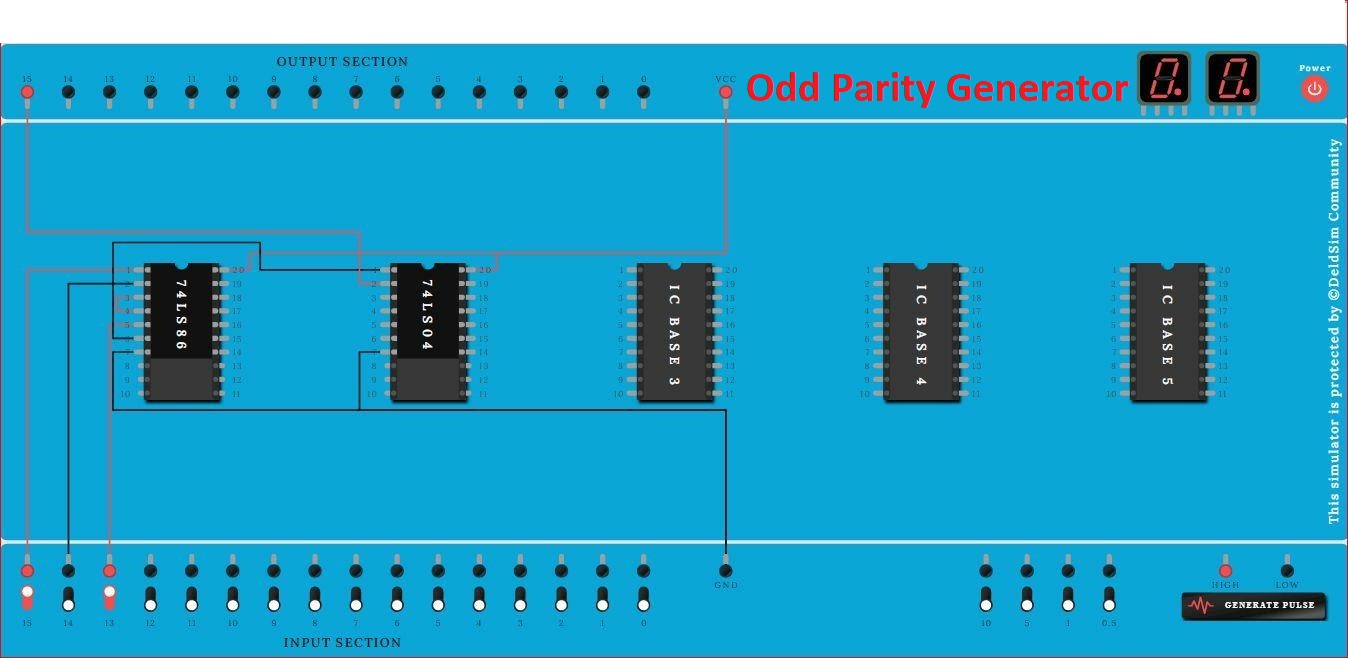 OUTPUT SECTION
15 14 13 12 11 10 9 8 7 6 5 4 3 2 1 0 VCC
Odd Parity Generator
Power
This simulator is protected by ©DeldSim Community
1 2 3 4 5 6 7 8 9 10
74LS86
20 19 18 17 16 15 14 13 12 11
1 2 3 4 5 6 7 8 9 10
74LS04
20 19 18 17 16 15 14 13 12 11
1 2 3 4 5 6 7 8 9 10
IC BASE 3
20 19 18 17 16 15 14 13 12 11
1 2 3 4 5 6 7 8 9 10
IC BASE 4
20 19 18 17 16 15 14 13 12 11
1 2 3 4 5 6 7 8 9 10
IC BASE 5
20 19 18 17 16 15 14 13 12 11
GND
HIGH LOW
GENERATE PULSE
15 14 13 12 11 10 9 8 7 6 5 4 3 2 1 0
10 5 1 0.5
INPUT SECTION